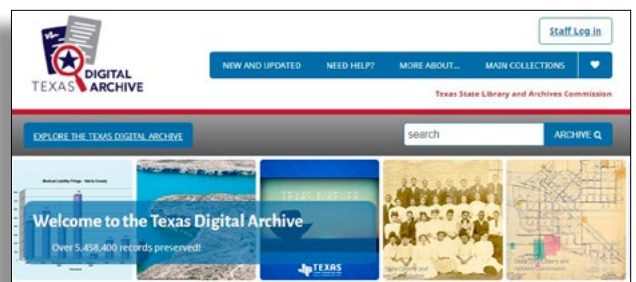 Staff Log in
DIGITAL
TEXAS ARCHIVE
NEW AND UPDATED NEED HELP? MORE ABOUT... MAIN COLLECTIONS
Texas State Library and Archives Commission
EXPLORE THE TEXAS DIGITAL ARCHIVE
search
ARCHIVE
TEXAS FOREVER
Welcome to the Texas Digital Archive
Over 5,458,400 records preserved!
TEXAS